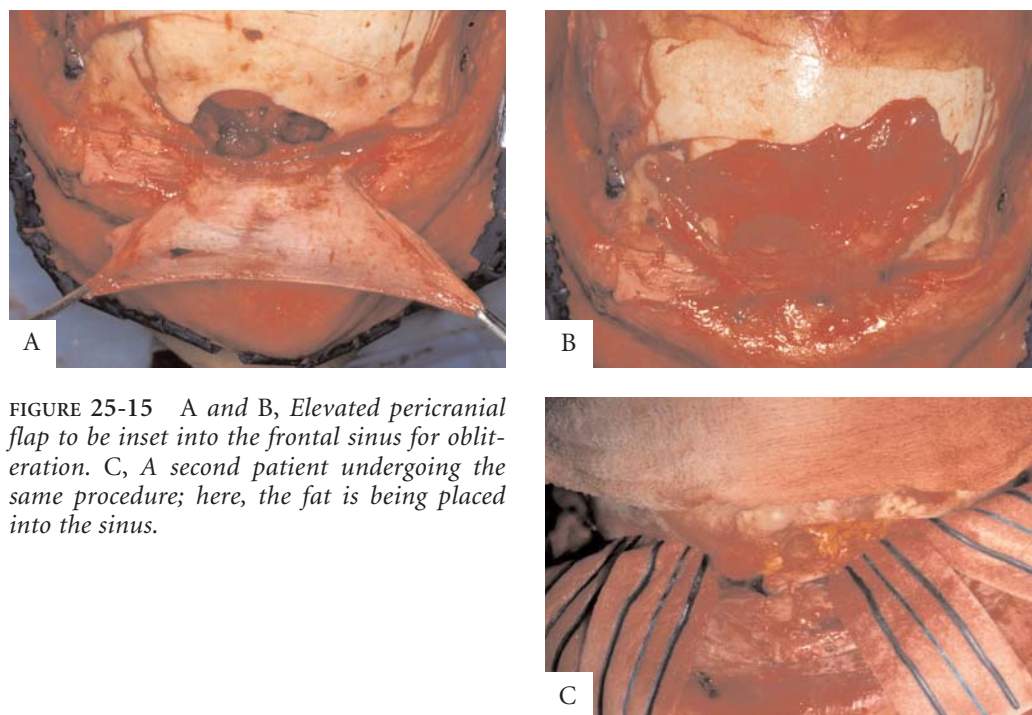 A
B
FIGURE 25-15 A and B, Elevated pericranial
flap to be inset into the frontal sinus for oblit-
eration. C, A second patient undergoing the
same procedure; here, the fat is being placed
into the sinus.
C